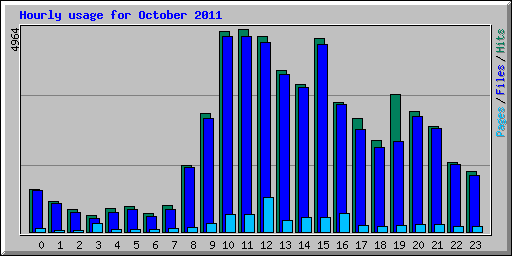 Hourly usage for October 2011
4964
Pages/Files/Hits
0 1 2 3 4 5 6 7 8 9 10 11 12 13 14 15 16 17 18 19 20 21 22 23